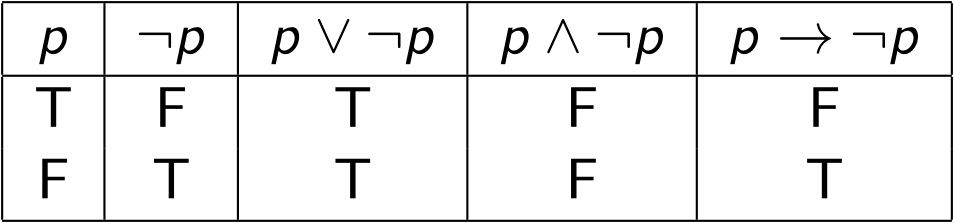 p ¬p p ∨ ¬p p ∧ ¬p p → ¬p
T F T F F
F T T F T